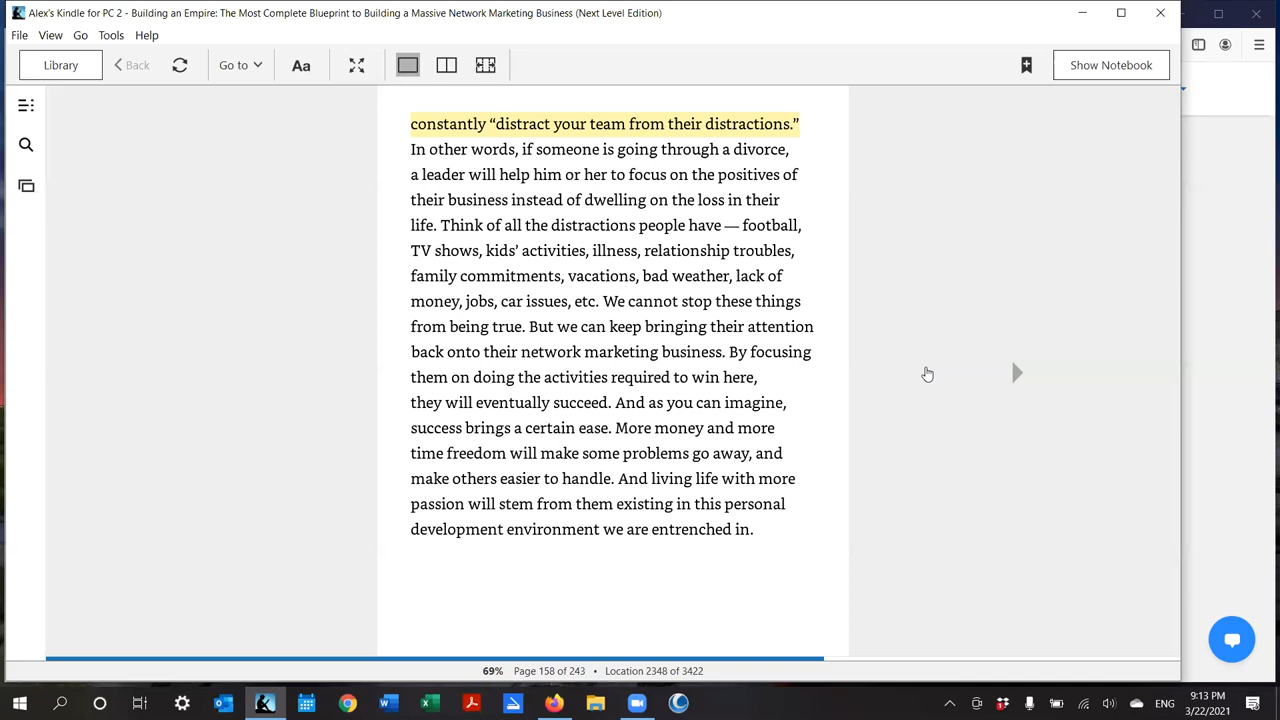 Alex's Kindle for PC 2 - Building an Empire: The Most Complete Blueprint to Building a Massive Network Marketing Business (Next Level Edition)
File View Go Tools Help
Library Back Go to Aa Show Notebook
constantly “distract your team from their distractions.”
In other words, if someone is going through a divorce,
a leader will help him or her to focus on the positives of
their business instead of dwelling on the loss in their
life. Think of all the distractions people have — football,
TV shows, kids’ activities, illness, relationship troubles,
family commitments, vacations, bad weather, lack of
money, jobs, car issues, etc. We cannot stop these things
from being true. But we can keep bringing their attention
back onto their network marketing business. By focusing
them on doing the activities required to win here,
they will eventually succeed. And as you can imagine,
success brings a certain ease. More money and more
time freedom will make some problems go away, and
make others easier to handle. And living life with more
passion will stem from them existing in this personal
development environment we are entrenched in.
69% Page 158 of 243 • Location 2348 of 3422
ENG
9:13 PM
3/22/2021